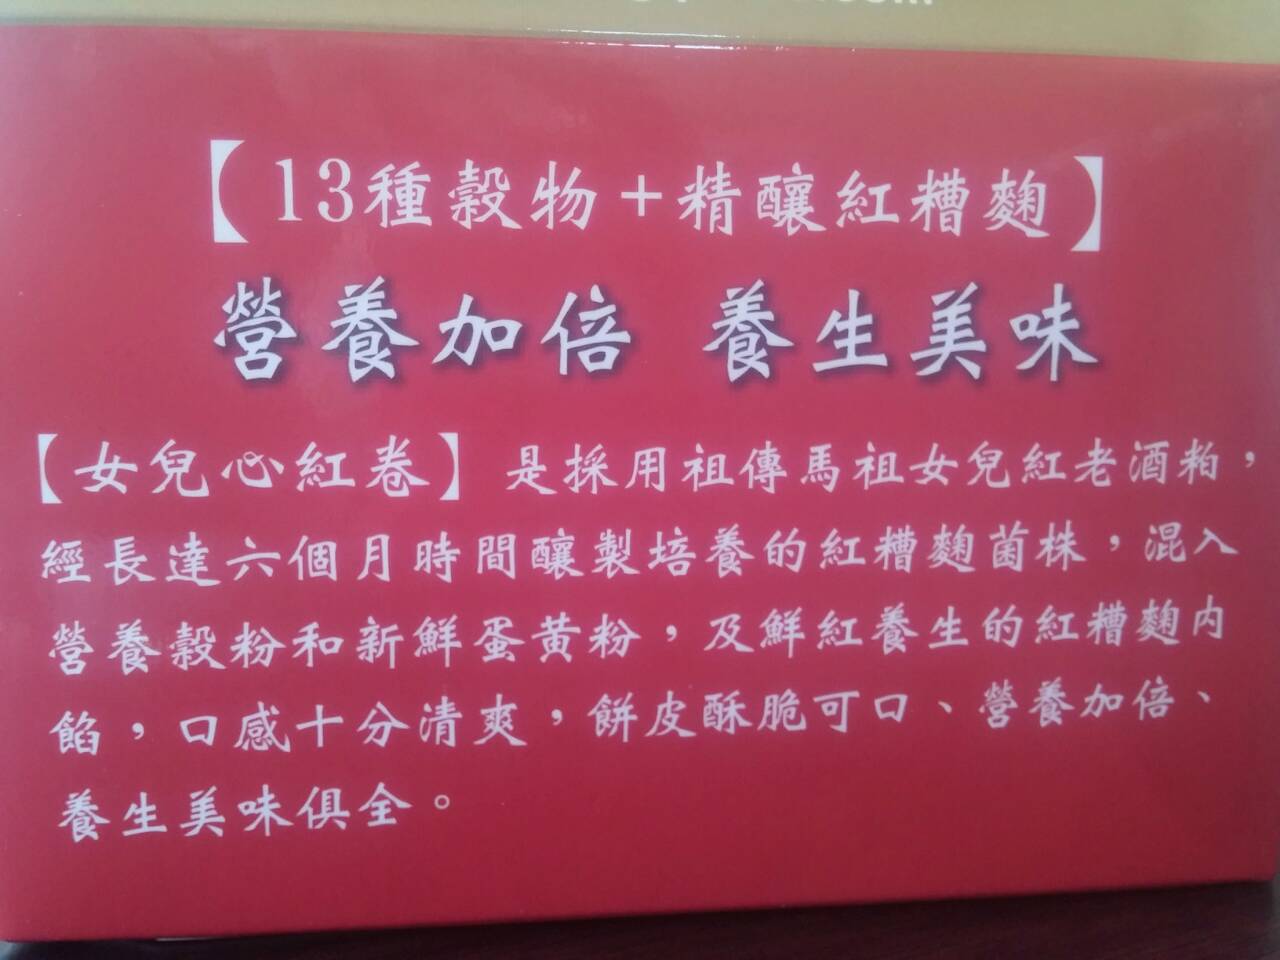 【13種穀物+精釀紅糟麴】
營養加倍 養生美味
【女兒心紅卷】是採用祖傳馬祖女兒紅老酒粕，
經長達六個月時間釀製培養的紅糟麴菌株，混入
營養穀粉和新鮮蛋黃粉，及鮮紅養生的紅糟麴內
餡，口感十分清爽，餅皮酥脆可口、營養加倍、
養生美味俱全。